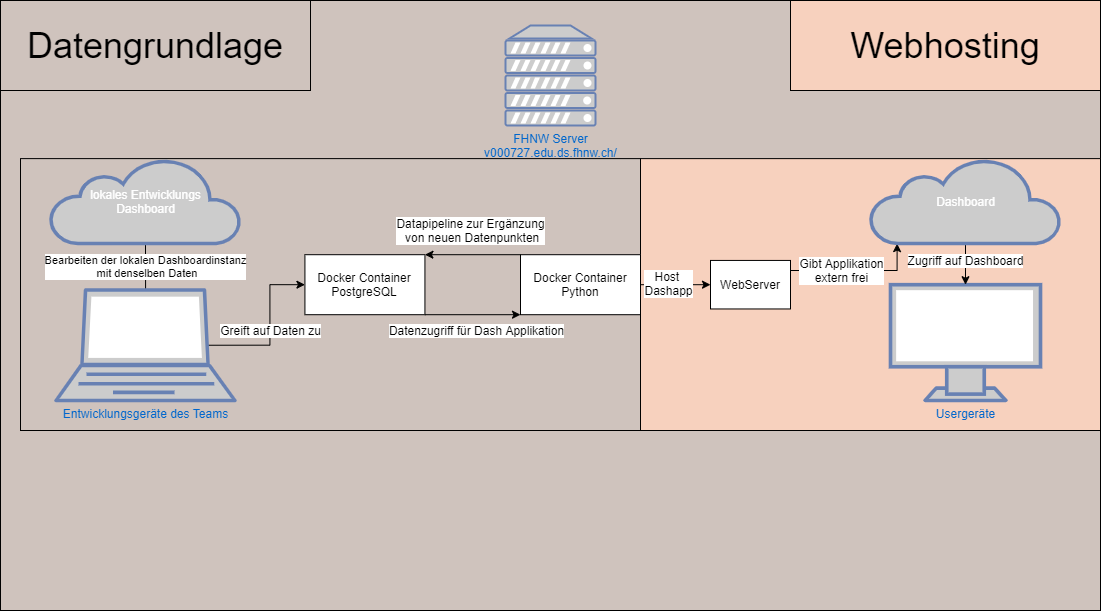 Datengrundlage
Webhosting
FHNW Server
v000727.edu.ds.fhnw.ch/
lokales Entwicklungs
Dashboard
Dashboard
Datapipeline zur Ergänzung
von neuen Datenpunkten
Bearbeiten der lokalen Dashboardinstanz
mit denselben Daten
Docker Container
PostgreSQL
Docker Container
Python
Host
Dashapp
WebServer
Gibt Applikation
extern frei
Zugriff auf Dashboard
Greift auf Daten zu
Datenzugriff für Dash Applikation
Entwicklungsgeräte des Teams
Usergeräte